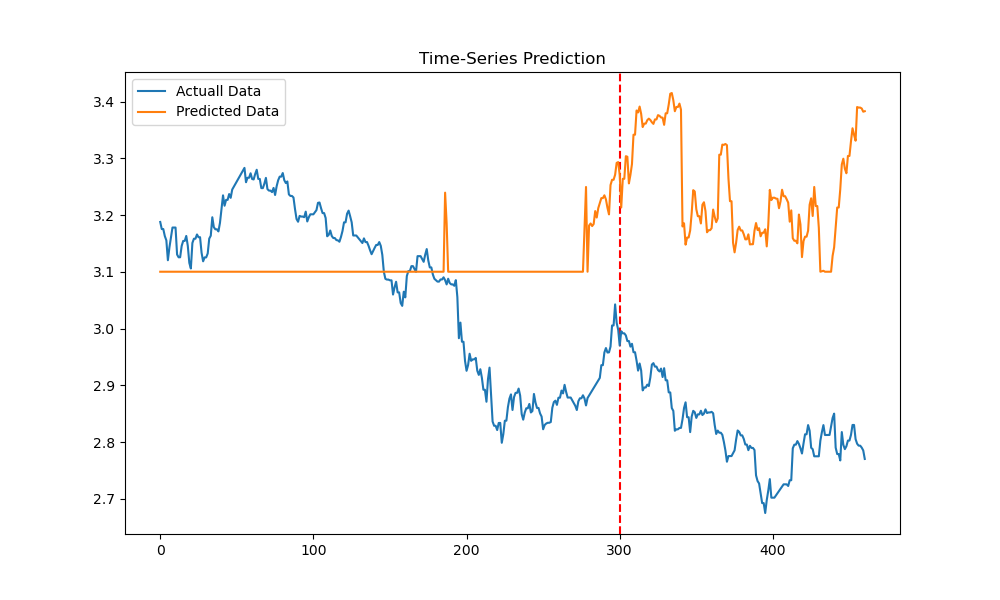 Time-Series Prediction
Actuall Data
Predicted Data
3.4
3.3
3.2
3.1
3.0
2.9
2.8
2.7
0 100 200 300 400